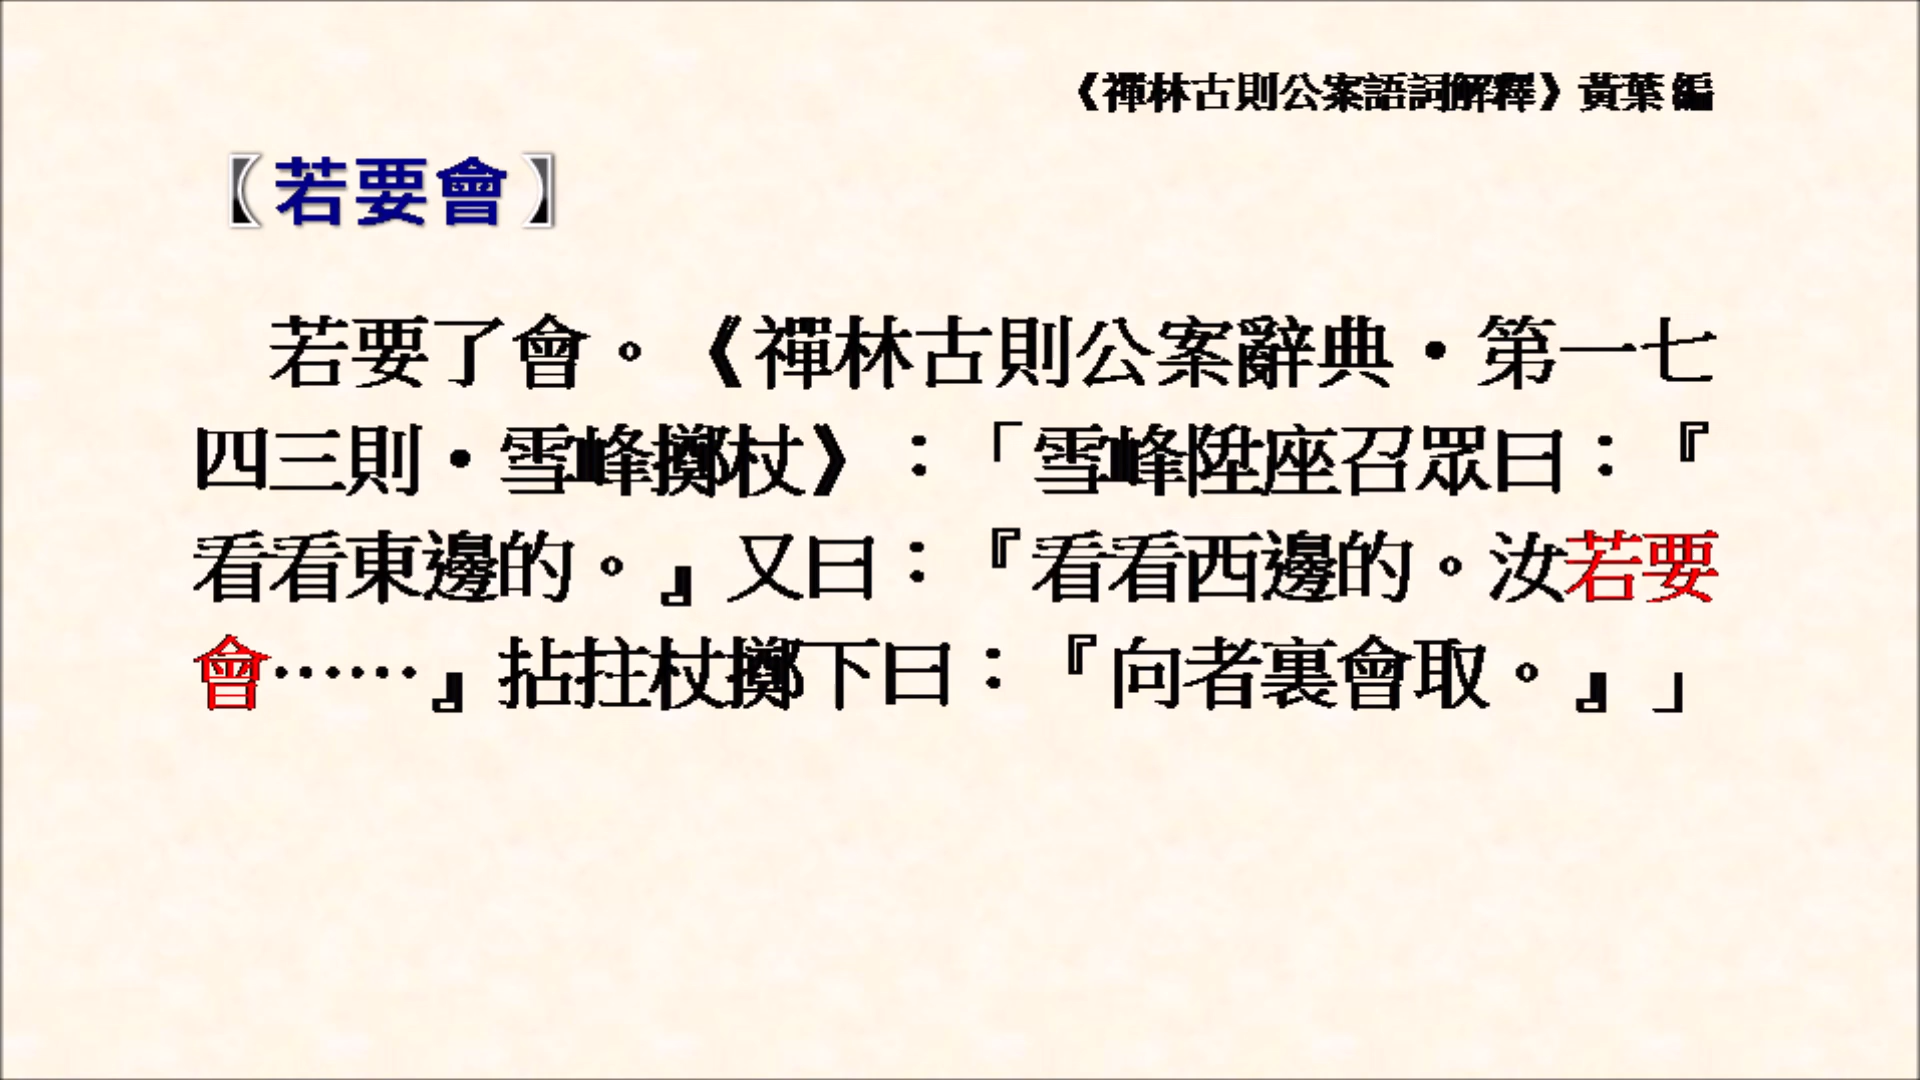 《禪林古則公案語詞解釋》黃葉 編
【若要會】
若要了會。《禪林古則公案辭典・第一七
四三則・雪峰擲杖》：「雪峰陞座召眾曰：『
看看東邊的。』又曰：『看看西邊的。汝若要
會……』拈拄杖擲下曰：『向者裏會取。』」